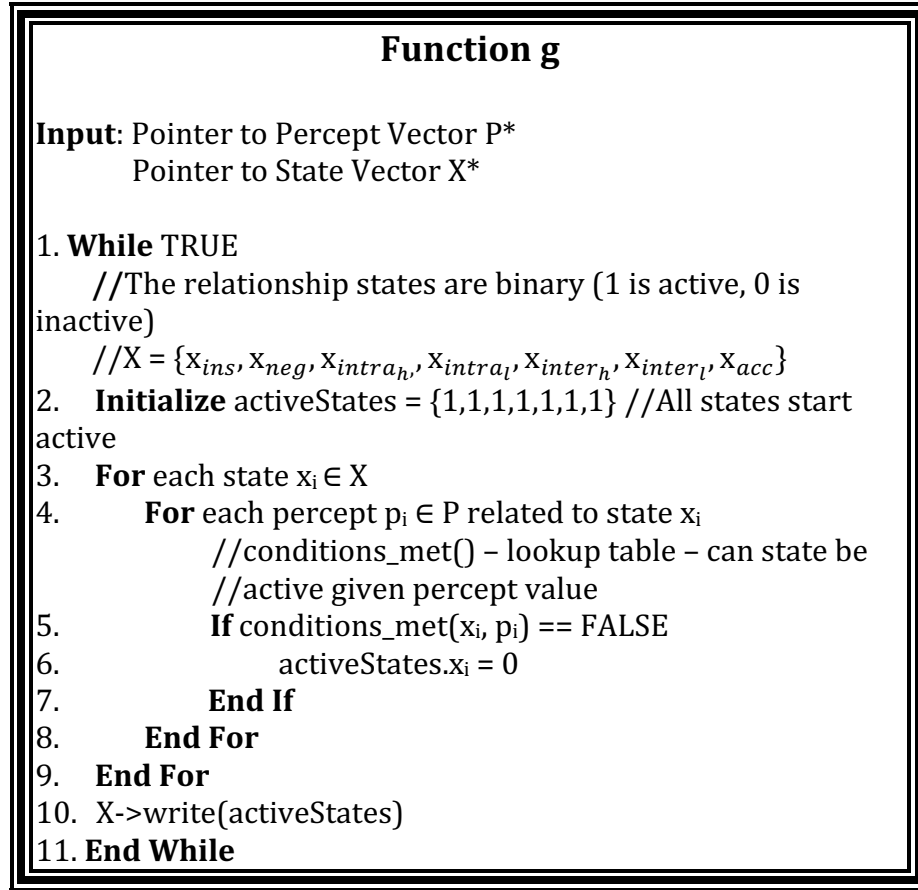 Function g
Input: Pointer to Percept Vector P*
Pointer to State Vector X*
1. While TRUE
//The relationship states are binary (1 is active, 0 is
inactive)
//X = {x_ins, x_neg, x_intra_h,, x_intra_l, x_inter_h, x_inter_l, x_acc}
2. Initialize activeStates = {1,1,1,1,1,1,1} //All states start
active
3. For each state xᵢ ∈ X
4. For each percept pᵢ ∈ P related to state xᵢ
//conditions_met() – lookup table – can state be
//active given percept value
5. If conditions_met(xᵢ, pᵢ) == FALSE
6. activeStates.xᵢ = 0
7. End If
8. End For
9. End For
10. X->write(activeStates)
11. End While